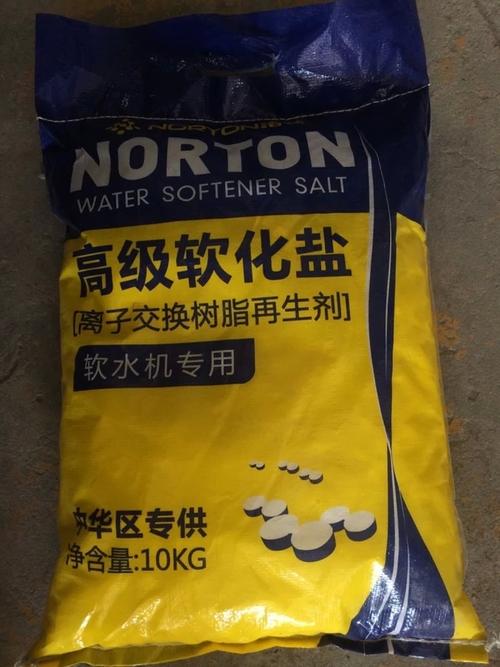 NORTON
WATER SOFTENER SALT
高级软化盐
[离子交换树脂再生剂]
软水机专用
中华区专供
净含量:10KG